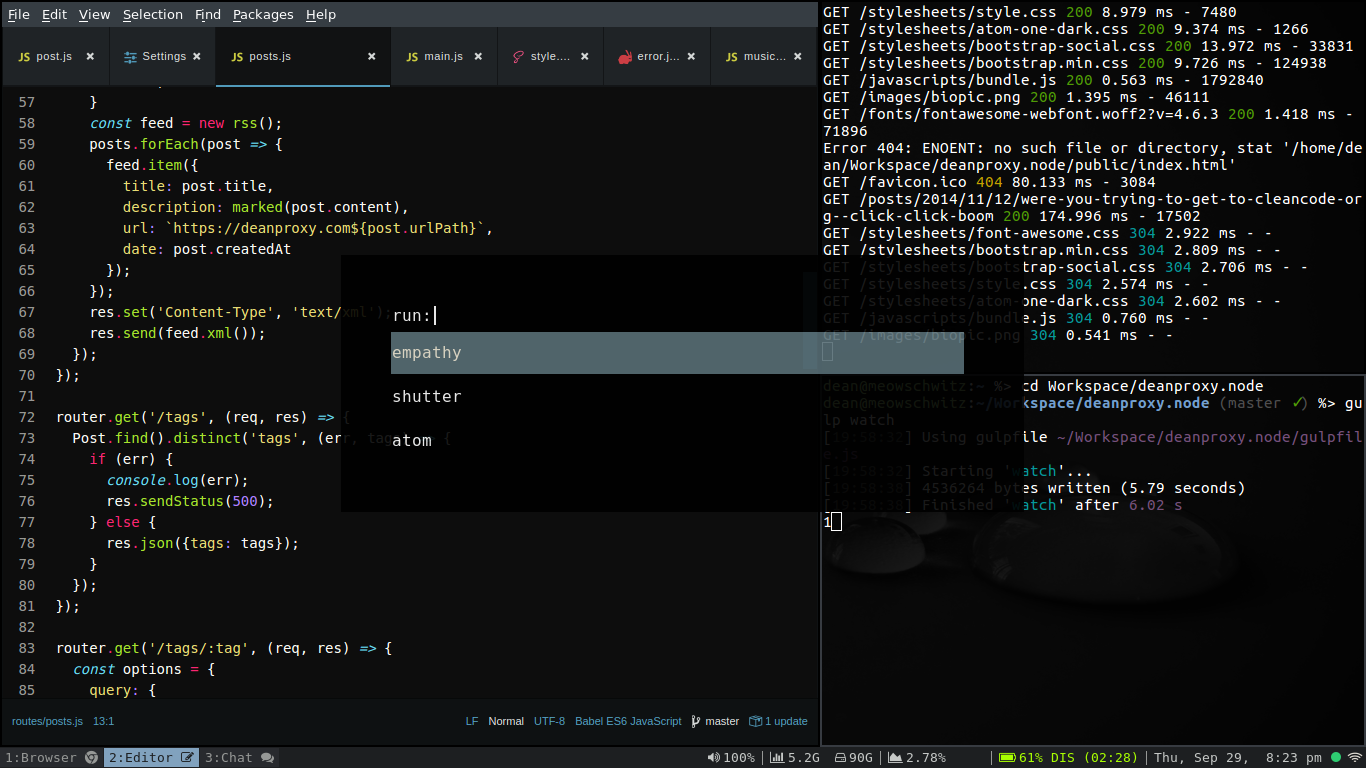 File Edit View Selection Find Packages Help
JS post.js ×
Settings ×
JS posts.js ×
JS main.js ×
style.... ×
error.j... ×
JS music... ×
57     }
58     const feed = new rss();
59     posts.forEach(post => {
60       feed.item({
61         title: post.title,
62         description: marked(post.content),
63         url: `https://deanproxy.com${post.urlPath}`,
64         date: post.createdAt
65       });
66     });
67     res.set('Content-Type', 'text/xml');
68     res.send(feed.xml());
69   });
70 });
71
72 router.get('/tags', (req, res) => {
73   Post.find().distinct('tags', (err, tags) => {
74     if (err) {
75       console.log(err);
76       res.sendStatus(500);
77     } else {
78       res.json({tags: tags});
79     }
80   });
81 });
82
83 router.get('/tags/:tag', (req, res) => {
84   const options = {
85     query: {
routes/posts.js 13:1
LF Normal UTF-8 Babel ES6 JavaScript master 1 update
run:
empathy
shutter
atom
GET /stylesheets/style.css 200 8.979 ms - 7480
GET /stylesheets/atom-one-dark.css 200 9.374 ms - 1266
GET /stylesheets/bootstrap-social.css 200 13.972 ms - 33831
GET /stylesheets/bootstrap.min.css 200 9.726 ms - 124938
GET /javascripts/bundle.js 200 0.563 ms - 1792840
GET /images/biopic.png 200 1.395 ms - 46111
GET /fonts/fontawesome-webfont.woff2?v=4.6.3 200 1.418 ms -
71896
Error 404: ENOENT: no such file or directory, stat '/home/de
an/Workspace/deanproxy.node/public/index.html'
GET /favicon.ico 404 80.133 ms - 3084
GET /posts/2014/11/12/were-you-trying-to-get-to-cleancode-or
g--click-click-boom 200 174.996 ms - 17502
GET /stylesheets/font-awesome.css 304 2.922 ms - -
GET /stylesheets/bootstrap.min.css 304 2.809 ms - -
GET /stylesheets/bootstrap-social.css 304 2.706 ms - -
GET /stylesheets/style.css 304 2.574 ms - -
GET /stylesheets/atom-one-dark.css 304 2.602 ms - -
GET /javascripts/bundle.js 304 0.760 ms - -
GET /images/biopic.png 304 0.541 ms - -
dean@meowschwitz:~ %> cd Workspace/deanproxy.node
dean@meowschwitz:~/Workspace/deanproxy.node (master ✓) %> gu
lp watch
[19:58:32] Using gulpfile ~/Workspace/deanproxy.node/gulpfil
e.js
[19:58:32] Starting 'watch'...
[19:58:38] 4536264 bytes written (5.79 seconds)
[19:58:38] Finished 'watch' after 6.02 s
1
1:Browser 2:Editor 3:Chat 100% | 5.2G 90G 2.78% | 61% DIS (02:28) | Thu, Sep 29, 8:23 pm